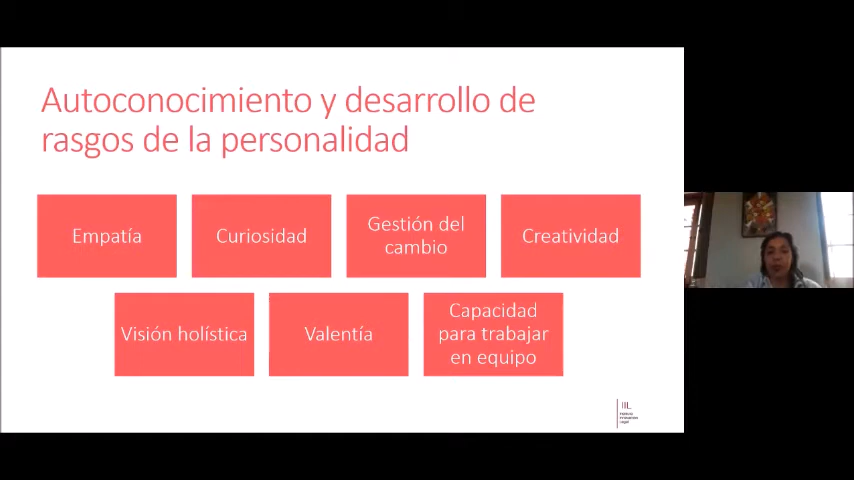 Autoconocimiento y desarrollo de
rasgos de la personalidad
Empatía
Curiosidad
Gestión del
cambio
Creatividad
Visión holística
Valentía
Capacidad
para trabajar
en equipo